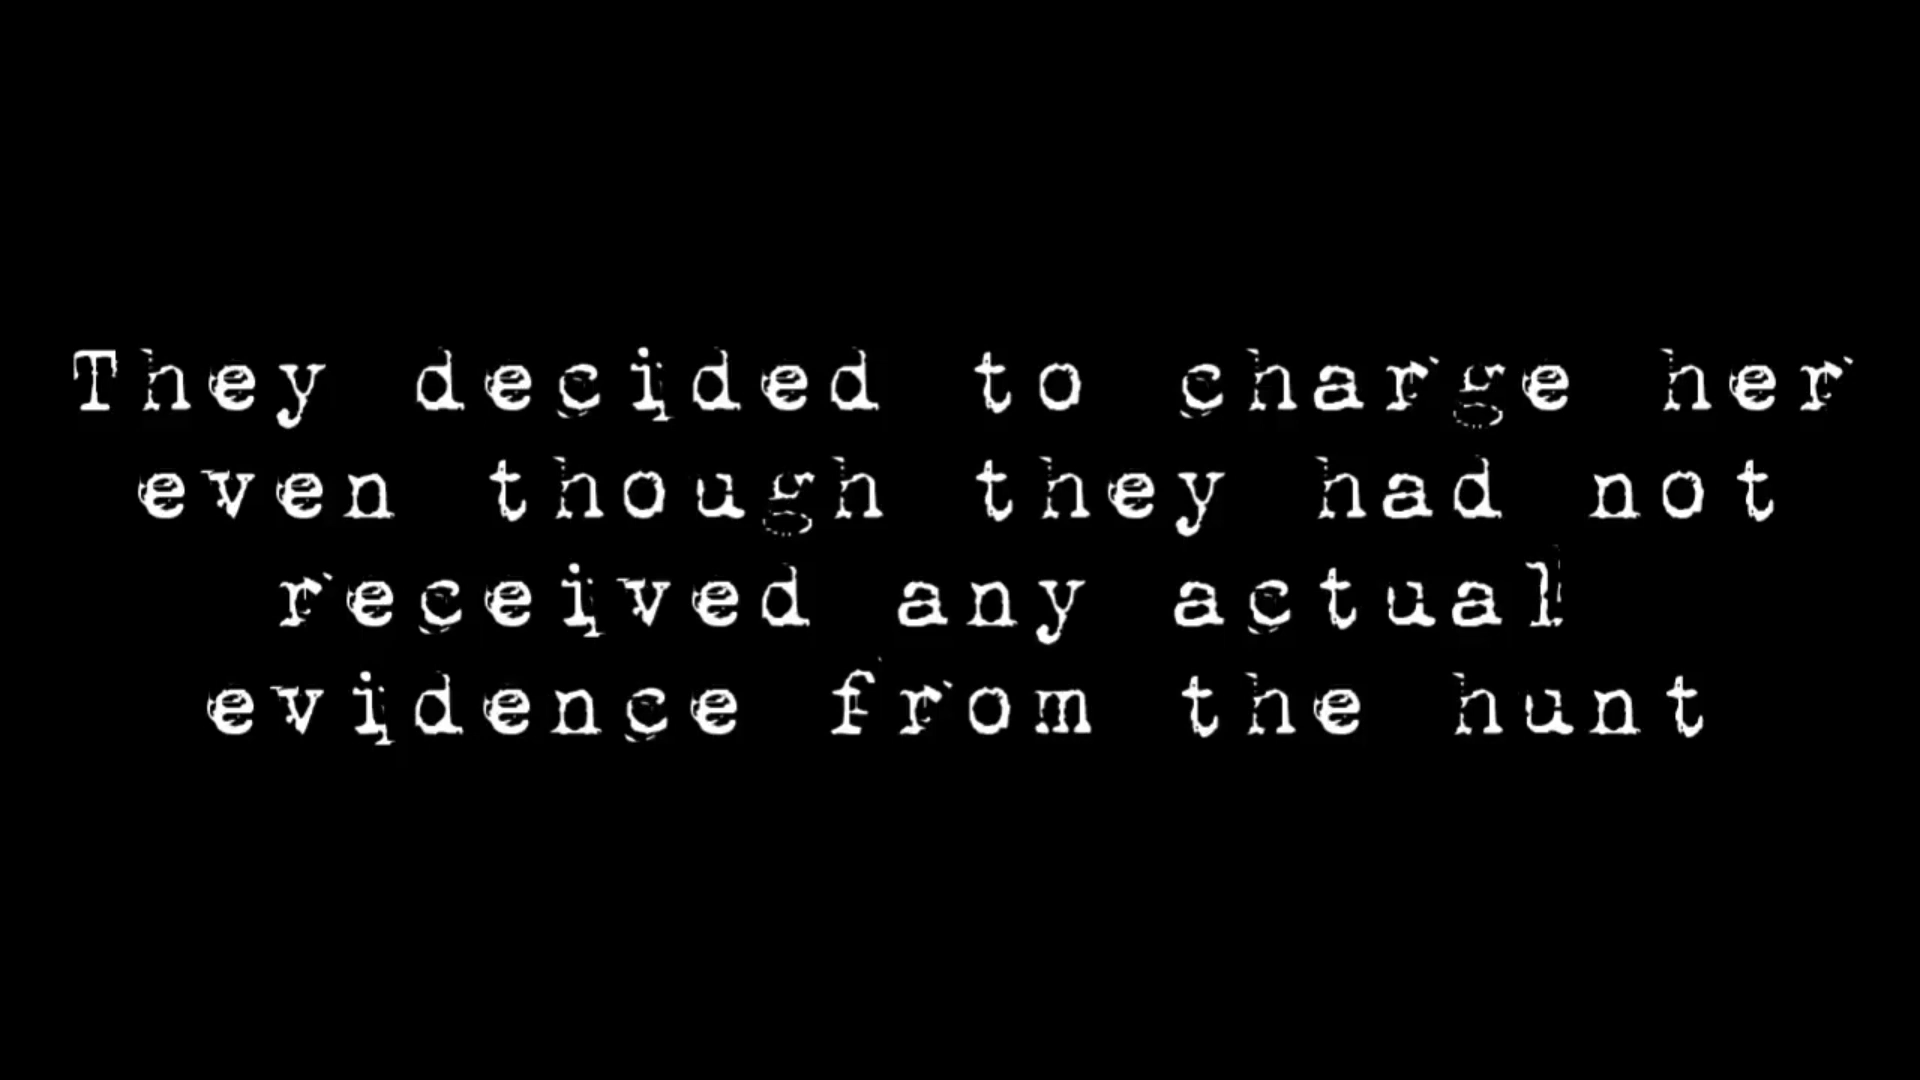 They decided to charge her
even though they had not
received any actual
evidence from the hunt